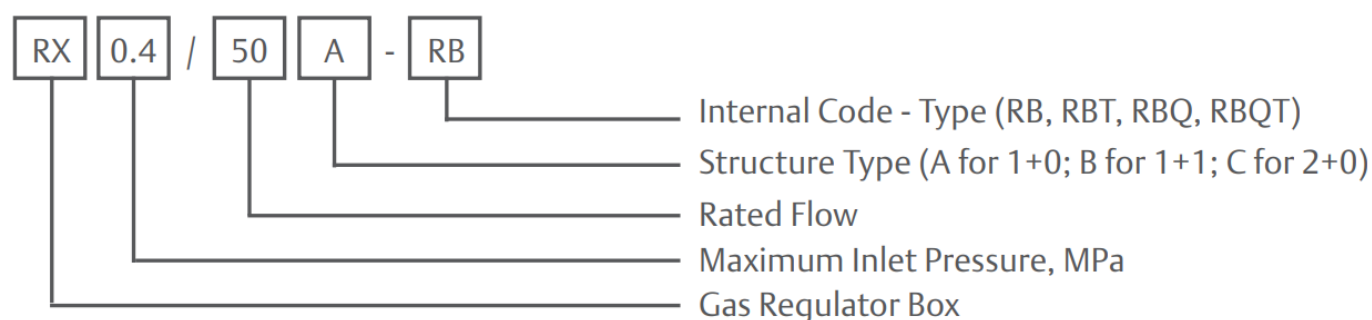 RX 0.4 / 50 A - RB
Internal Code - Type (RB, RBT, RBQ, RBQT)
Structure Type (A for 1+0; B for 1+1; C for 2+0)
Rated Flow
Maximum Inlet Pressure, MPa
Gas Regulator Box